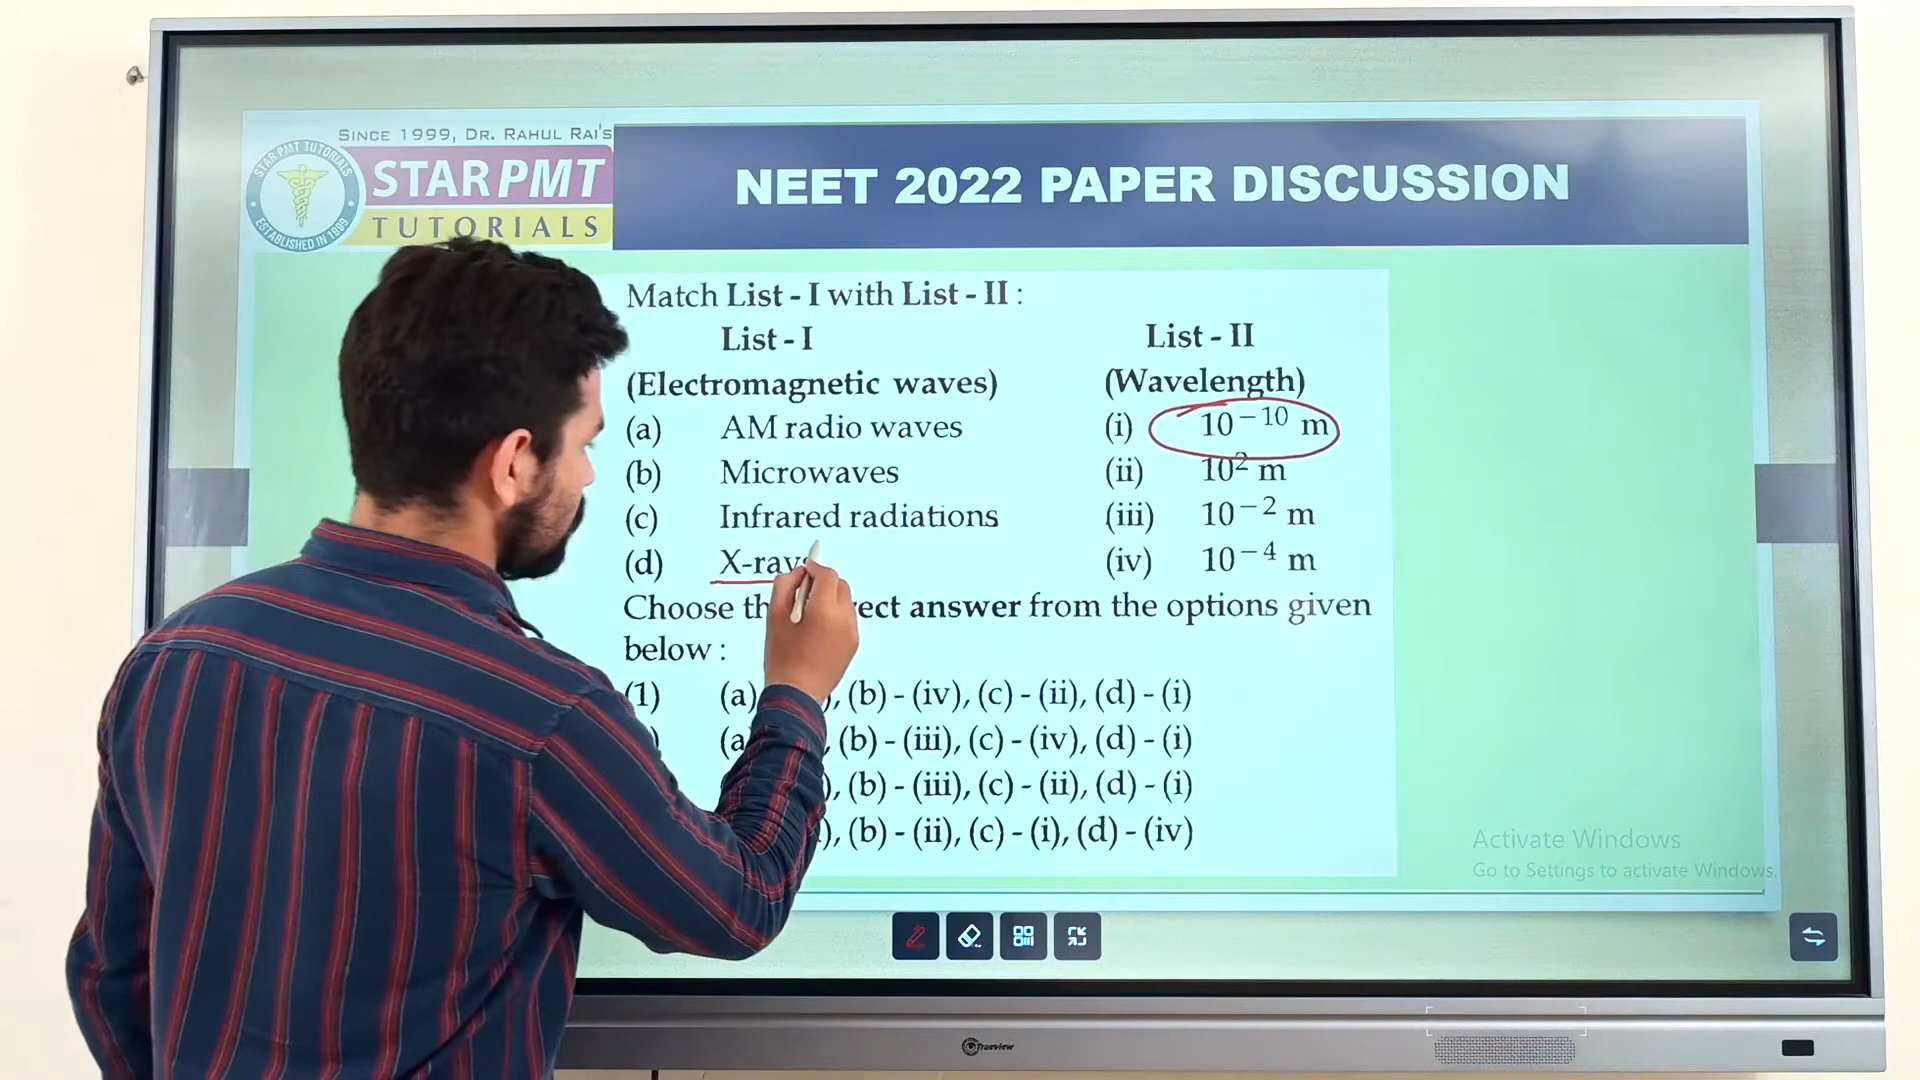 SINCE 1999, DR. RAHUL RAI'S
STAR PMT
TUTORIALS
STAR PMT TUTORIALS
ESTABLISHED IN 1999
NEET 2022 PAPER DISCUSSION
Match List - I with List - II :
List - I List - II
(Electromagnetic waves) (Wavelength)
(a) AM radio waves (i) 10⁻¹⁰ m
(b) Microwaves (ii) 10² m
(c) Infrared radiations (iii) 10⁻² m
(d) X-rays (iv) 10⁻⁴ m
Choose answer from the options given
below :
(1) (a) , (b) - (iv), (c) - (ii), (d) - (i)
(a) , (b) - (iii), (c) - (iv), (d) - (i)
), (b) - (iii), (c) - (ii), (d) - (i)
), (b) - (ii), (c) - (i), (d) - (iv)
Activate Windows
Go to Settings to activate Windows.
Traeview